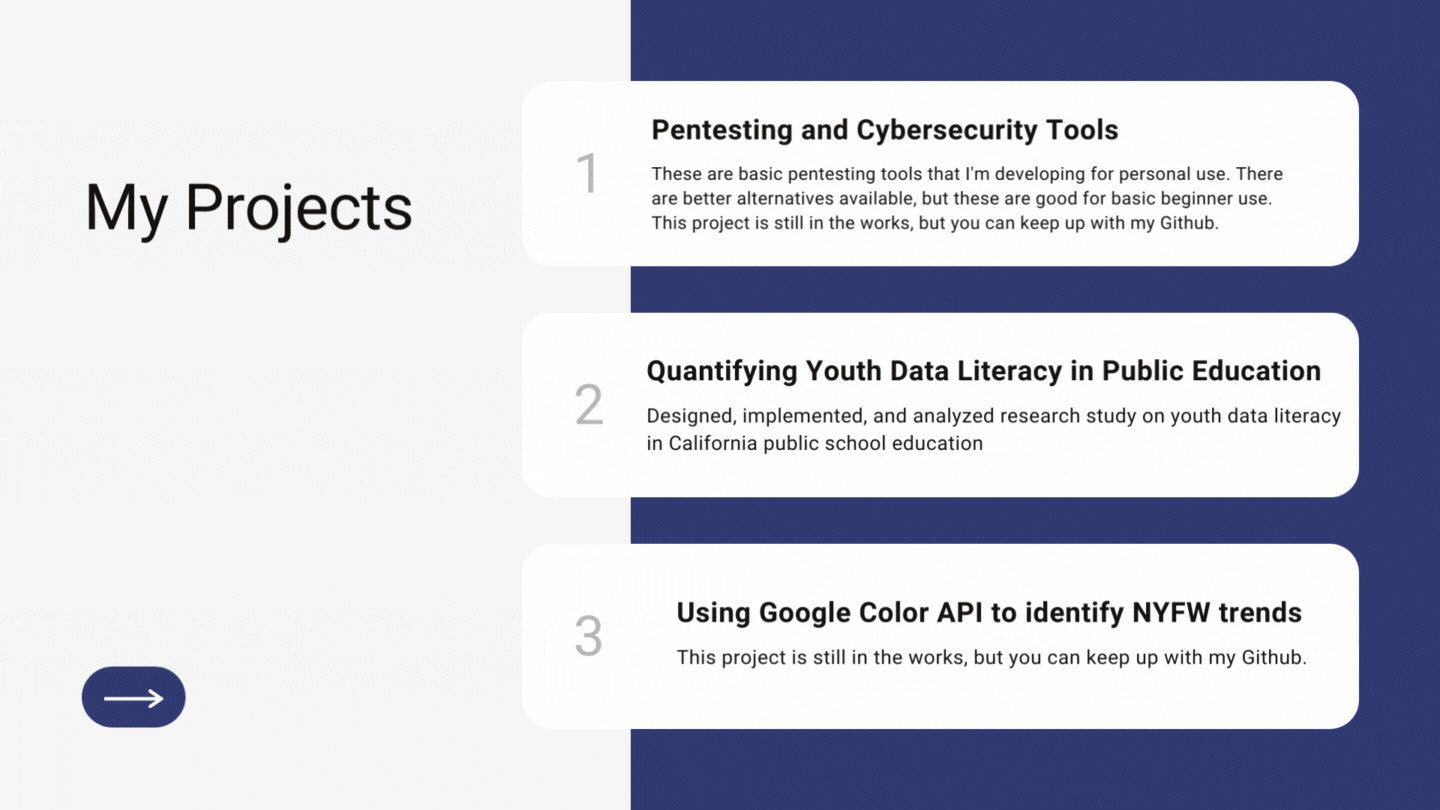 My Projects
1
Pentesting and Cybersecurity Tools
These are basic pentesting tools that I'm developing for personal use. There
are better alternatives available, but these are good for basic beginner use.
This project is still in the works, but you can keep up with my Github.
2
Quantifying Youth Data Literacy in Public Education
Designed, implemented, and analyzed research study on youth data literacy
in California public school education
3
Using Google Color API to identify NYFW trends
This project is still in the works, but you can keep up with my Github.